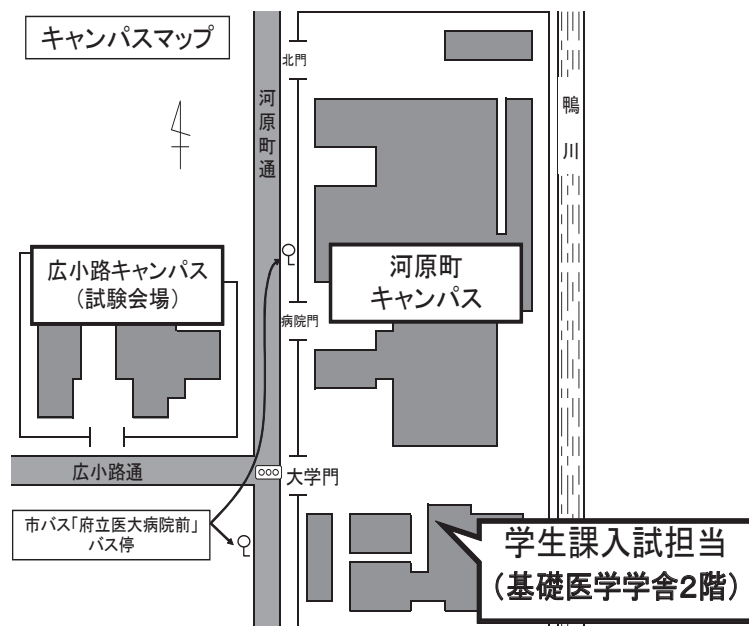 キャンパスマップ
北門
河原町通
鴨川
広小路キャンパス
（試験会場）
河原町
キャンパス
病院門
広小路通
大学門
市バス「府立医大病院前」
バス停
学生課入試担当
（基礎医学学舎2階）